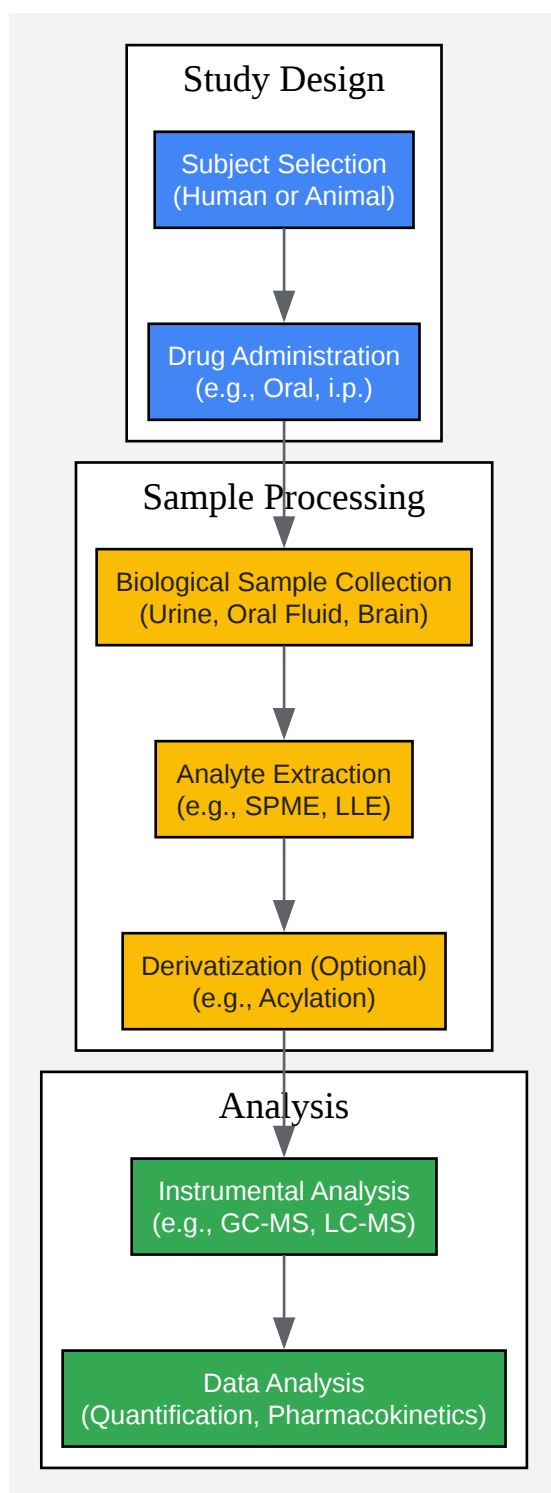 Study Design
Subject Selection
(Human or Animal)
Drug Administration
(e.g., Oral, i.p.)
Sample Processing
Biological Sample Collection
(Urine, Oral Fluid, Brain)
Analyte Extraction
(e.g., SPME, LLE)
Derivatization (Optional)
(e.g., Acylation)
Analysis
Instrumental Analysis
(e.g., GC-MS, LC-MS)
Data Analysis
(Quantification, Pharmacokinetics)